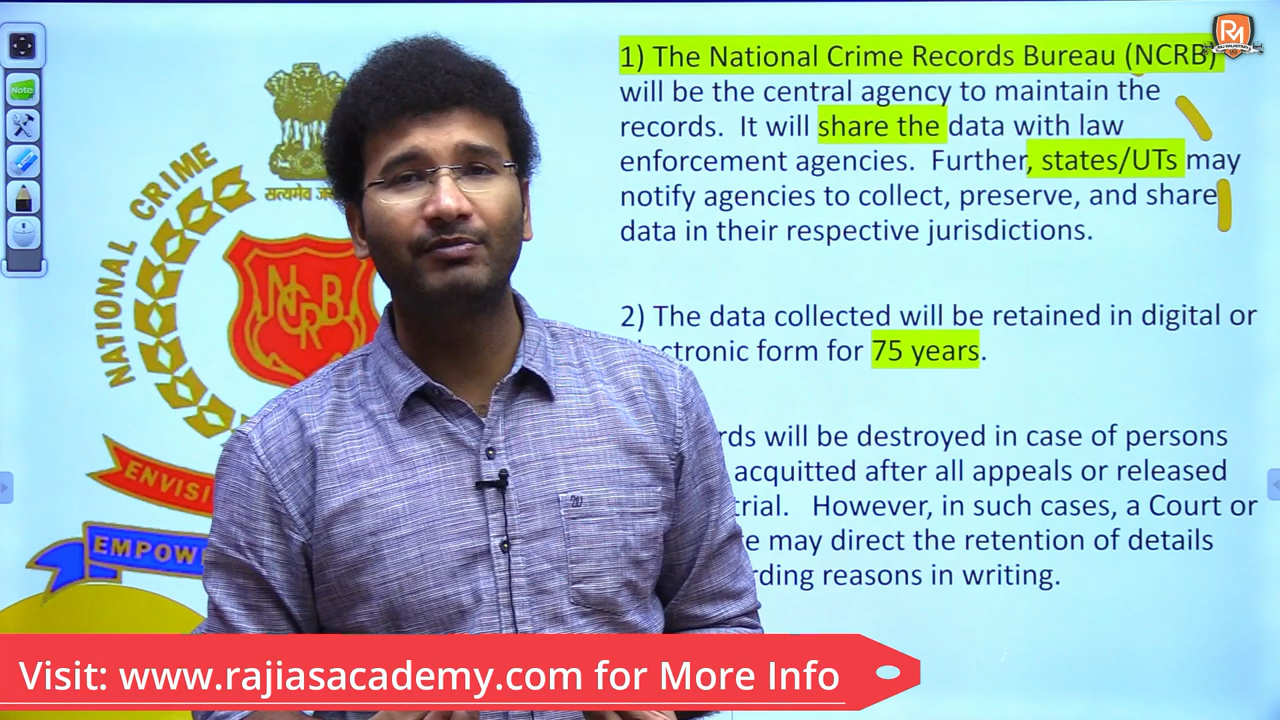 Note
RM
1) The National Crime Records Bureau (NCRB)
will be the central agency to maintain the
records. It will share the data with law
enforcement agencies. Further, states/UTs may
notify agencies to collect, preserve, and share
data in their respective jurisdictions.
2) The data collected will be retained in digital or
form for 75 years.
will be destroyed in case of persons
acquitted after all appeals or released
trial. However, in such cases, a Court or
may direct the retention of details
reasons in writing.
NATIONAL CRIME
सत्यमेव
NCRB
EMPOW
Visit: www.rajiasacademy.com for More Info